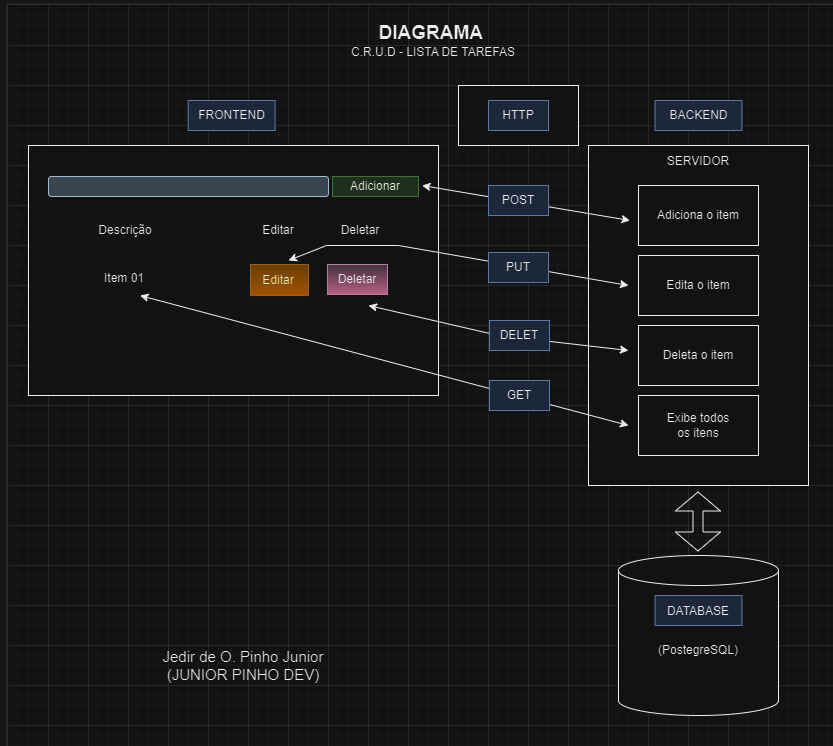 DIAGRAMA
C.R.U.D - LISTA DE TAREFAS
FRONTEND
HTTP
BACKEND
SERVIDOR
Adicionar
POST
Adiciona o item
Descrição
Editar
Deletar
Item 01
Editar
Deletar
PUT
Edita o item
DELET
Deleta o item
GET
Exibe todos
os itens
DATABASE
(PostegreSQL)
Jedir de O. Pinho Junior
(JUNIOR PINHO DEV)